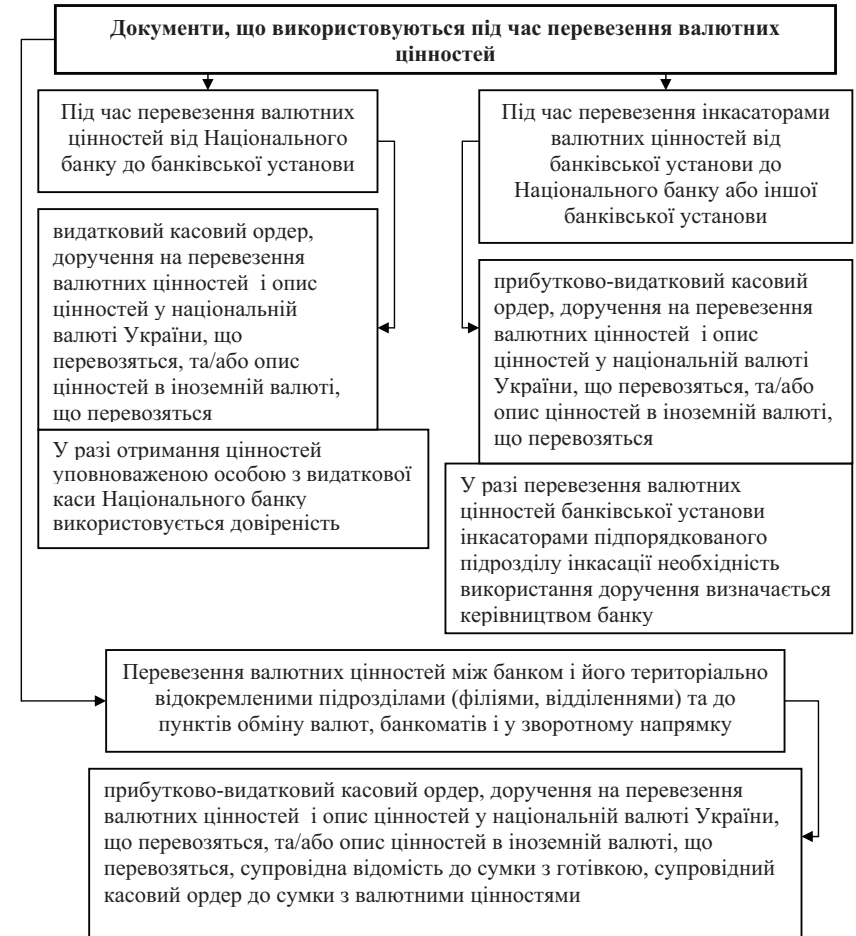 Документи, що використовуються під час перевезення валютних
цінностей
Під час перевезення валютних
цінностей від Національного
банку до банківської установи
видатковий касовий ордер,
доручення на перевезення
валютних цінностей і опис
цінностей у національній
валюті України, що
перевозяться, та/або опис
цінностей в іноземній валюті,
що перевозяться
У разі отримання цінностей
уповноваженою особою з видаткової
каси Національного банку
використовується довіреність
Під час перевезення інкасаторами
валютних цінностей від
банківської установи до
Національного банку або іншої
банківської установи
прибутково-видатковий касовий
ордер, доручення на перевезення
валютних цінностей і опис
цінностей у національній валюті
України, що перевозяться, та/або
опис цінностей в іноземній валюті,
що перевозяться
У разі перевезення валютних
цінностей банківської установи
інкасаторами підпорядкованого
підрозділу інкасації необхідність
використання доручення визначається
керівництвом банку
Перевезення валютних цінностей між банком і його територіально
відокремленими підрозділами (філіями, відділеннями) та до
пунктів обміну валют, банкоматів і у зворотному напрямку
прибутково-видатковий касовий ордер, доручення на перевезення
валютних цінностей і опис цінностей у національній валюті України,
що перевозяться, та/або опис цінностей в іноземній валюті, що
перевозяться, супровідна відомість до сумки з готівкою, супровідний
касовий ордер до сумки з валютними цінностями